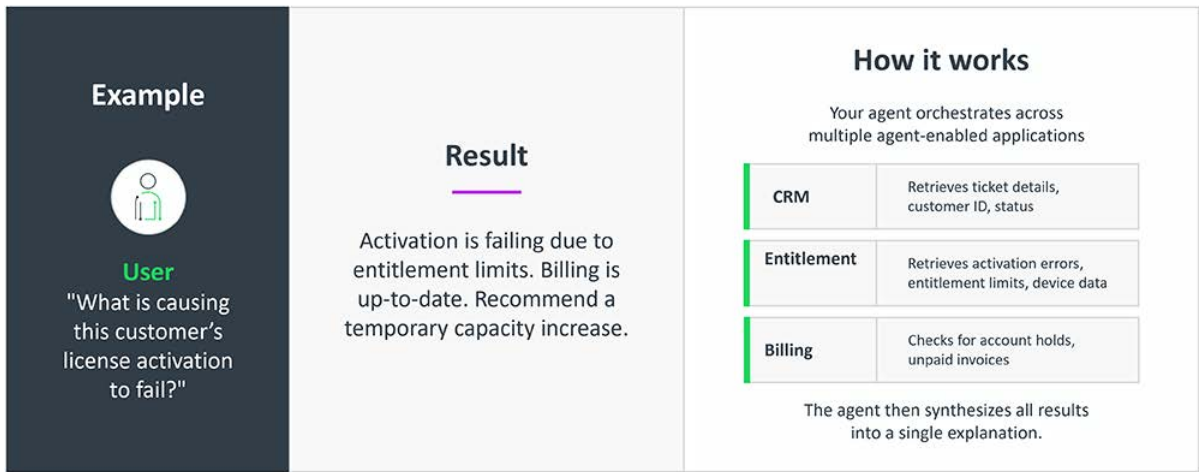 Example
User
"What is causing
this customer's
license activation
to fail?"
Result
Activation is failing due to
entitlement limits. Billing is
up-to-date. Recommend a
temporary capacity increase.
How it works
Your agent orchestrates across
multiple agent-enabled applications
CRM
Retrieves ticket details,
customer ID, status
Entitlement
Retrieves activation errors,
entitlement limits, device data
Billing
Checks for account holds,
unpaid invoices
The agent then synthesizes all results
into a single explanation.